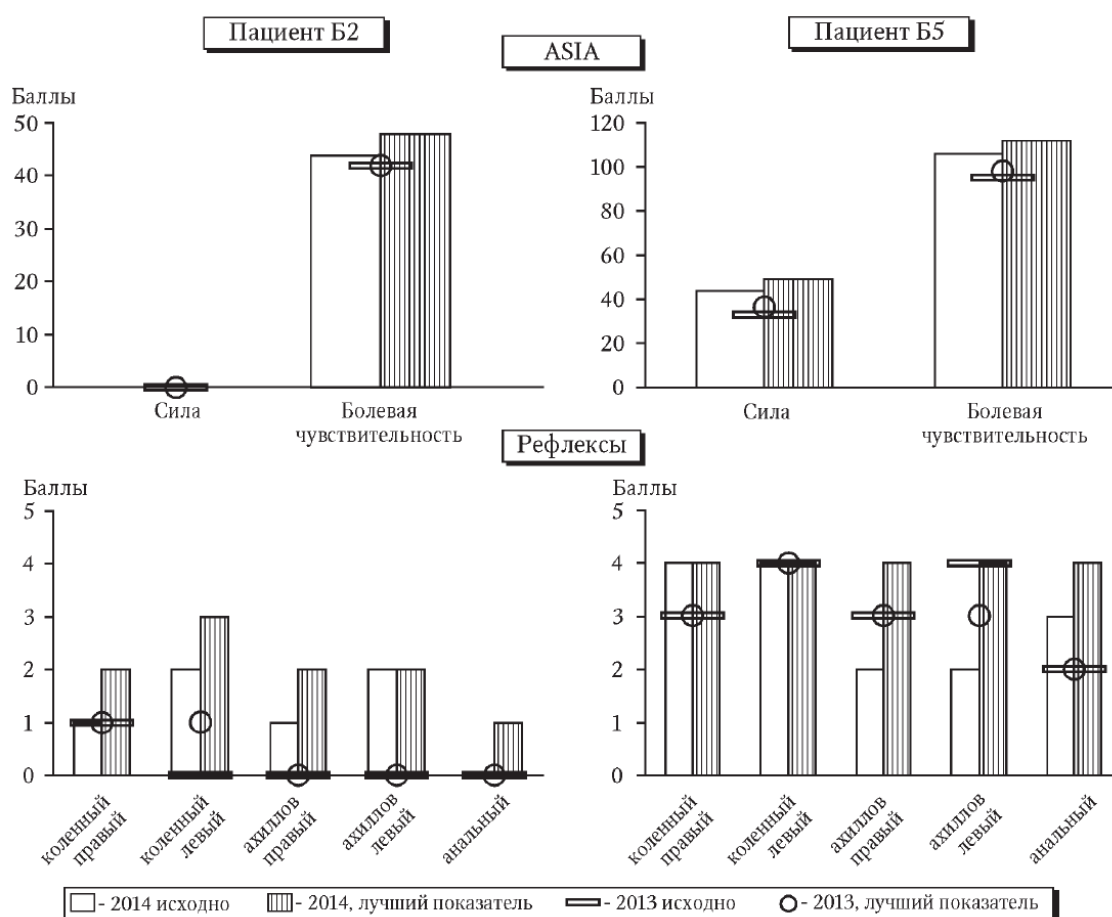 Пациент Б2
Пациент Б5
ASIA
Баллы
50
40
30
20
10
0
Сила
Болевая
чувствительность
Баллы
120
100
80
60
40
20
0
Сила
Болевая
чувствительность
Рефлексы
Баллы
5
4
3
2
1
0
коленный
правый
коленный
левый
ахиллов
правый
ахиллов
левый
анальный
Баллы
5
4
3
2
1
0
коленный
правый
коленный
левый
ахиллов
правый
ахиллов
левый
анальный
- 2014 исходно - 2014, лучший показатель - 2013 исходно - 2013, лучший показатель